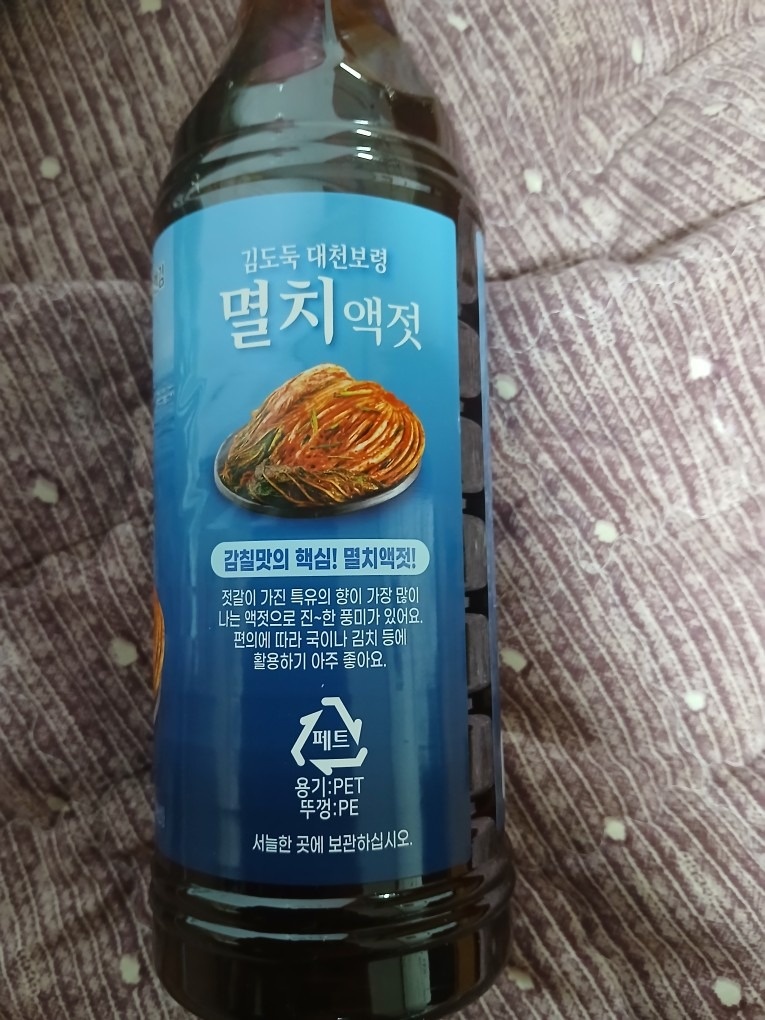 김도둑 대천보령
멸치액젓
감칠맛의 핵심! 멸치액젓!
젓갈이 가진 특유의 향이 가장 많이
나는 액젓으로 진~한 풍미가 있어요.
편의에 따라 국이나 김치 등에
활용하기 아주 좋아요.
페트
용기:PET
뚜껑:PE
서늘한 곳에 보관하십시오.